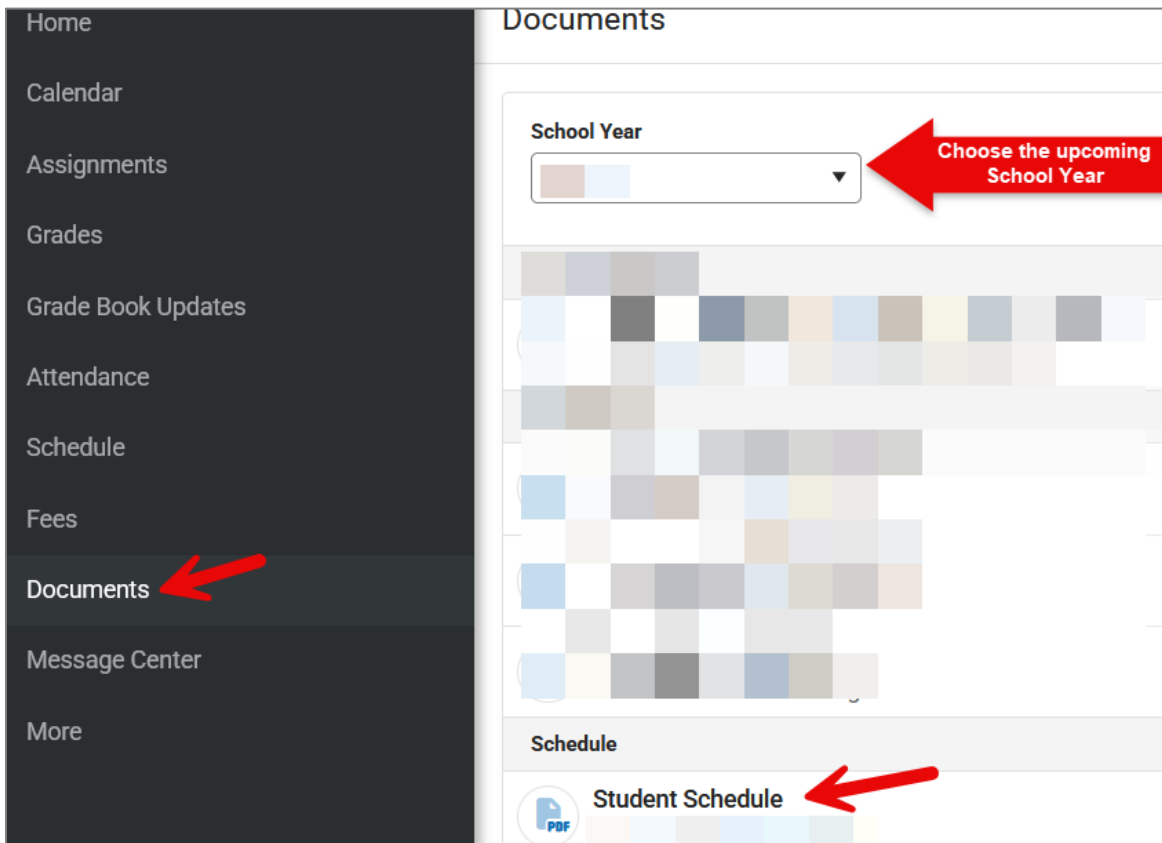 Home
Calendar
Assignments
Grades
Grade Book Updates
Attendance
Schedule
Fees
Documents
Message Center
More
Documents
School Year
Choose the upcoming
School Year
Schedule
Student Schedule
PDF